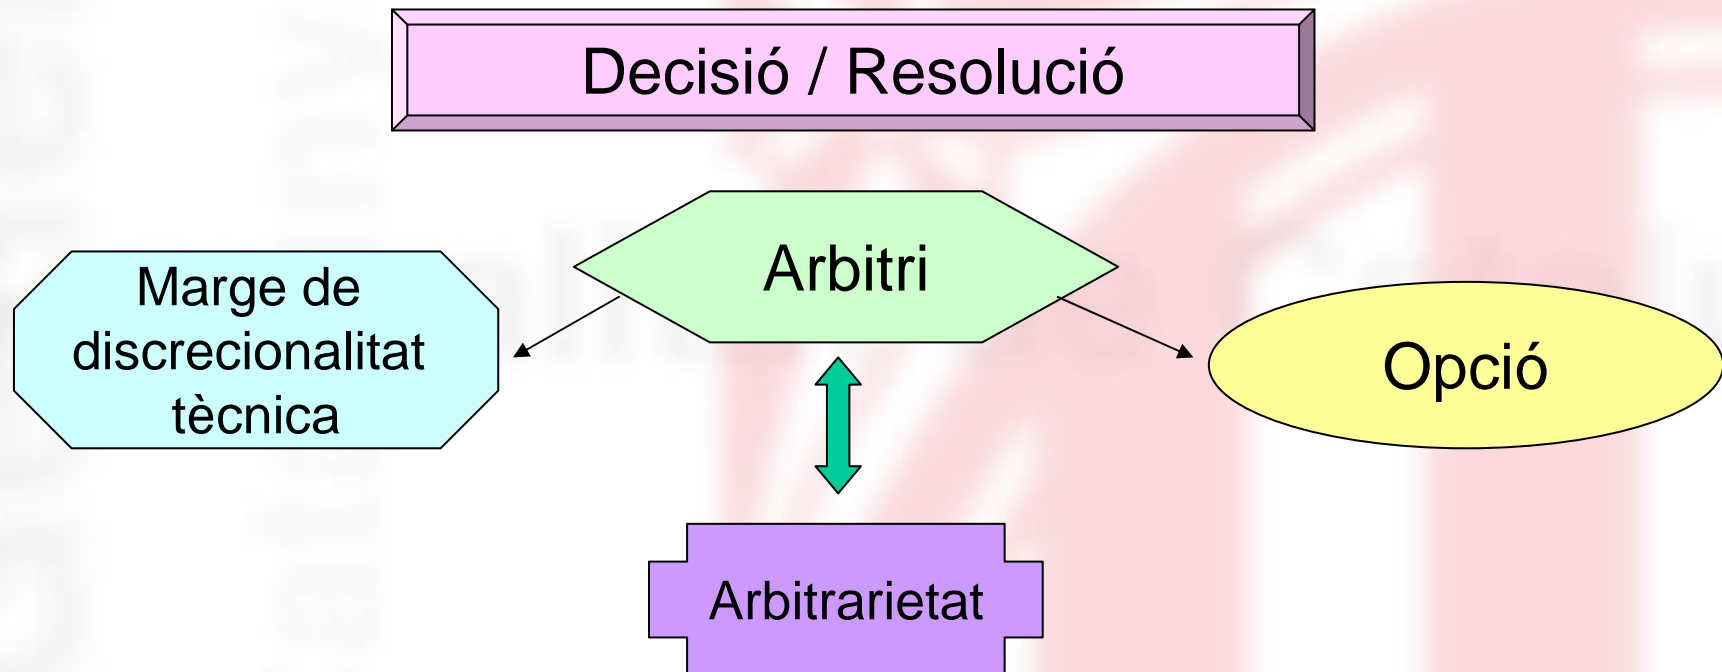 Decisió / Resolució
Arbitri
Marge de
discrecionalitat
tècnica
Opció
Arbitrarietat